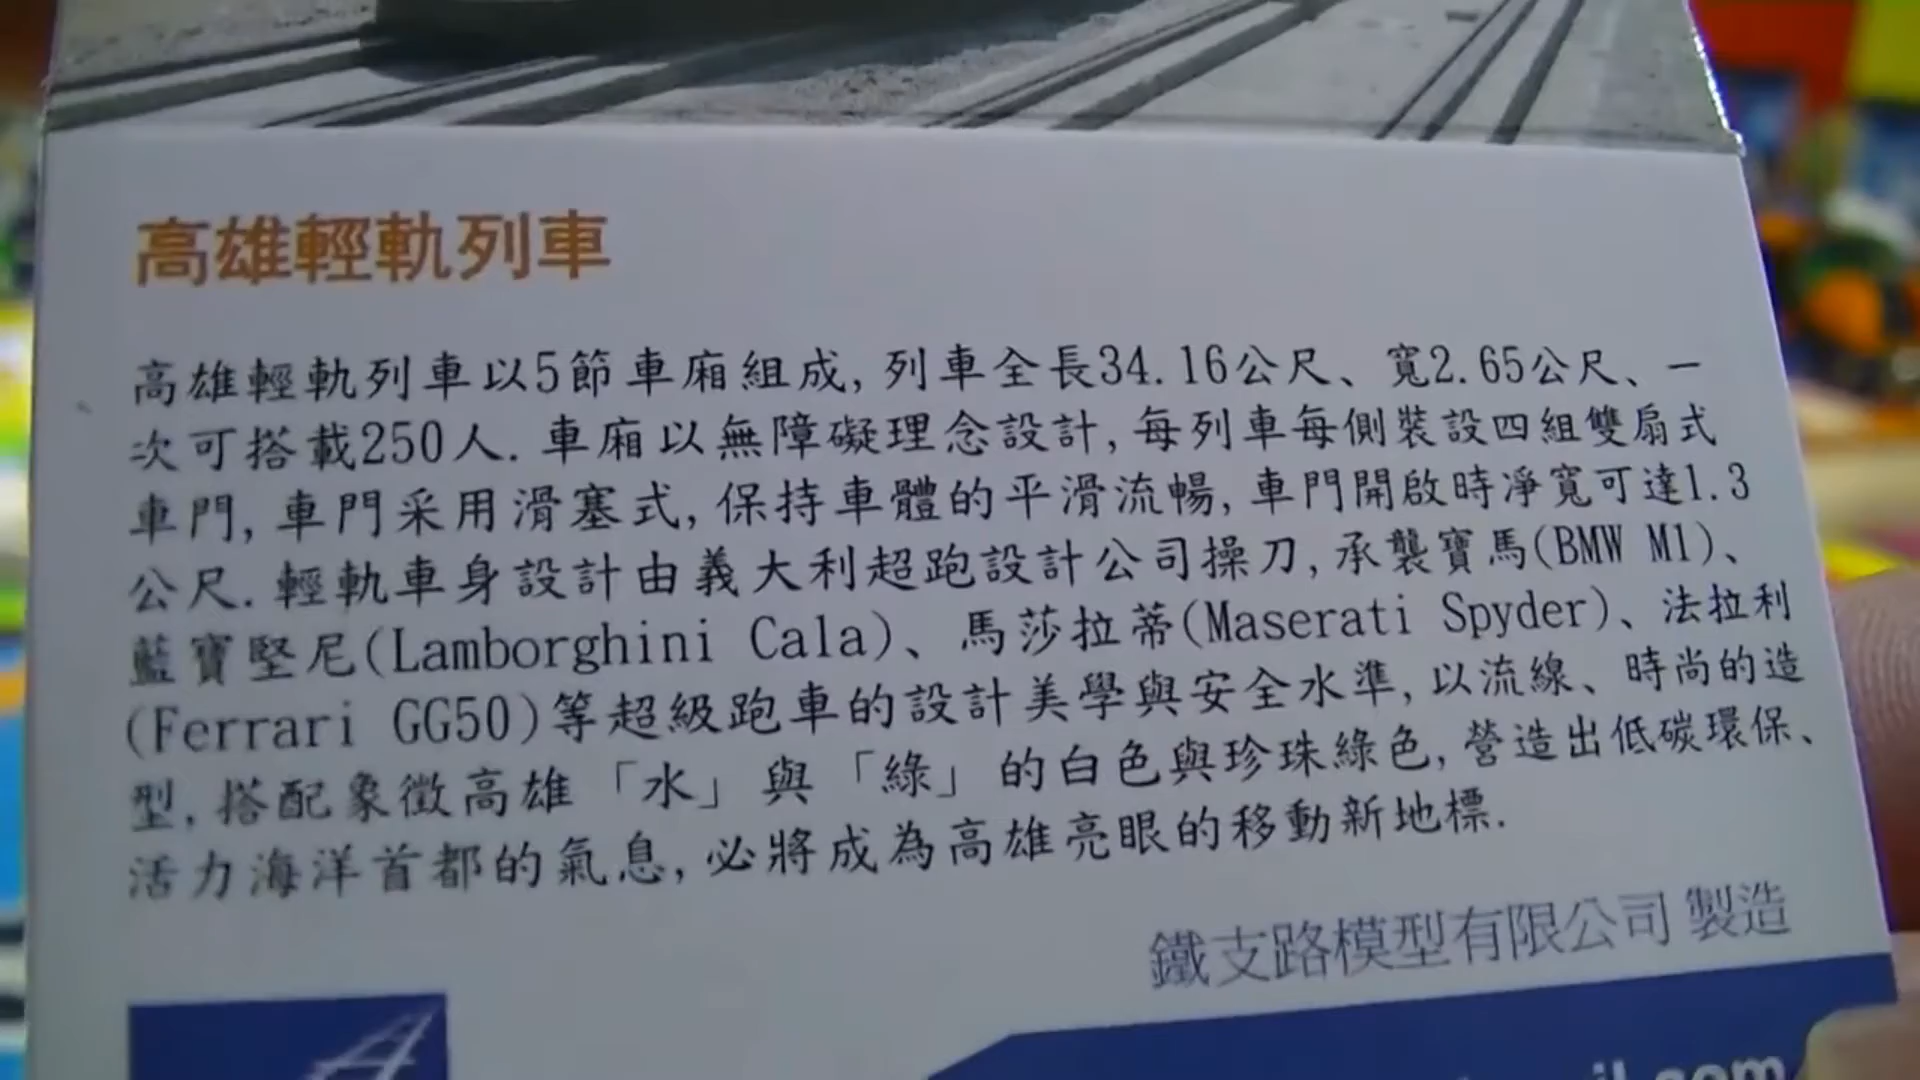 高雄輕軌列車
高雄輕軌列車以5節車廂組成,列車全長34.16公尺、寬2.65公尺、一
次可搭載250人.車廂以無障礙理念設計,每列車每側裝設四組雙扇式
車門,車門采用滑塞式,保持車體的平滑流暢,車門開啟時淨寬可達1.3
公尺.輕軌車身設計由義大利超跑設計公司操刀,承襲寶馬(BMW M1)、
藍寶堅尼(Lamborghini Cala)、馬莎拉蒂(Maserati Spyder)、法拉利
(Ferrari GG50)等超級跑車的設計美學與安全水準,以流線、時尚的造
型,搭配象徵高雄「水」與「綠」的白色與珍珠綠色,營造出低碳環保、
活力海洋首都的氣息,必將成為高雄亮眼的移動新地標.
鐵支路模型有限公司 製造